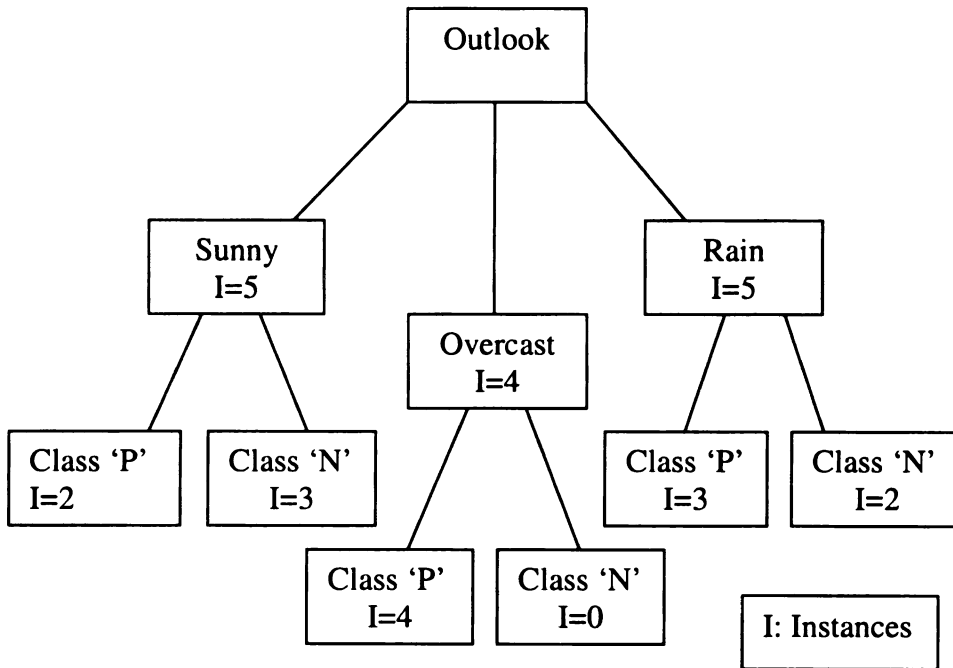 Outlook
Sunny
I=5
Rain
I=5
Overcast
I=4
Class ‘P’
I=2
Class ‘N’
I=3
Class ‘P’
I=3
Class ‘N’
I=2
Class ‘P’
I=4
Class ‘N’
I=0
I: Instances